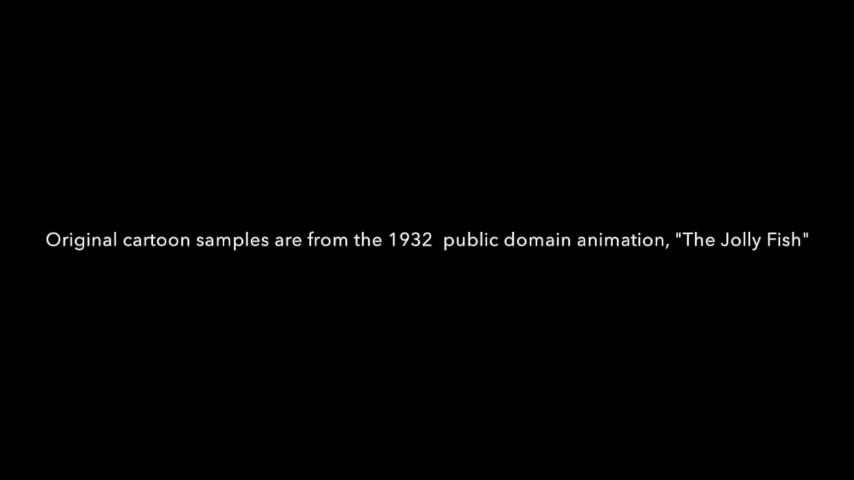 Original cartoon samples are from the 1932  public domain animation, "The Jolly Fish"